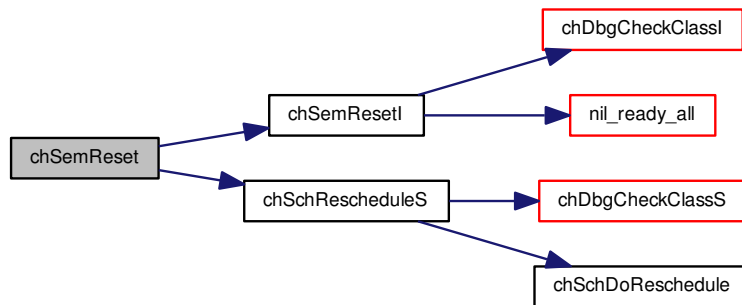 chDbgCheckClassI
chSemResetI
nil_ready_all
chSemReset
chSchRescheduleS
chDbgCheckClassS
chSchDoReschedule